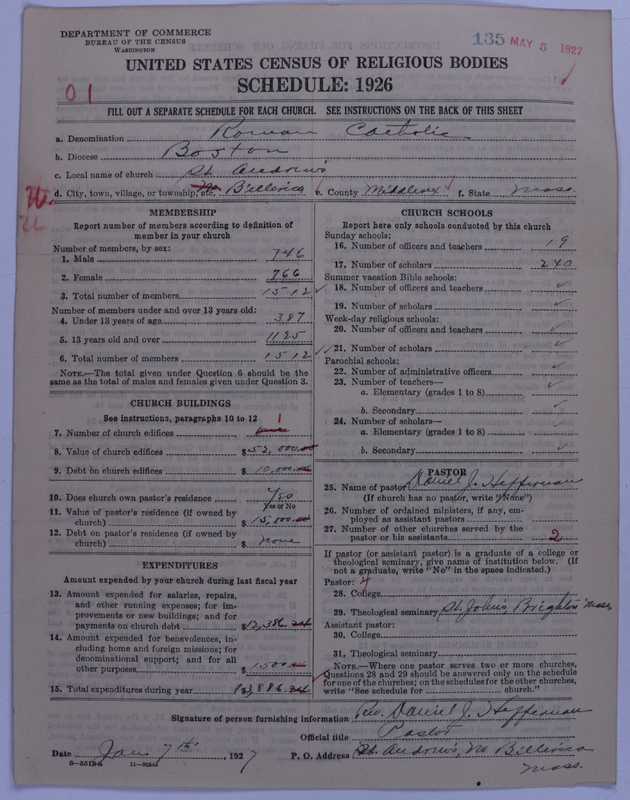 DEPARTMENT OF COMMERCE
BUREAU OF THE CENSUS
WASHINGTON
135 MAY 5 1927
UNITED STATES CENSUS OF RELIGIOUS BODIES
SCHEDULE: 1926
01
FILL OUT A SEPARATE SCHEDULE FOR EACH CHURCH. SEE INSTRUCTIONS ON THE BACK OF THIS SHEET
a. Denomination Roman Catholic
b. Diocese Boston
c. Local name of church St. Andrew's
d. City, town, village, or township, etc. No. Billerica e. County Middlesex f. State Mass.
MEMBERSHIP
Report number of members according to definition of
member in your church
Number of members, by sex:
1. Male 746
2. Female 766
3. Total number of members 1512
Number of members under and over 13 years old:
4. Under 13 years of age 387
5. 13 years old and over 1125
6. Total number of members 1512
NOTE.—The total given under Question 6 should be
same as the total of males and females given under Question 3.
CHURCH BUILDINGS
See instructions, paragraphs 10 to 12
7. Number of church edifices 1
8. Value of church edifices $52,000.00
9. Debt on church edifices $10,000.00
10. Does church own pastor's residence Yes
Yes or No
11. Value of pastor's residence (if owned by
church) $15,000.00
12. Debt on pastor's residence (if owned by
church) $ none
EXPENDITURES
Amount expended by your church during last fiscal year
13. Amount expended for salaries, repairs,
and other running expenses; for im-
provements or new buildings; and for
payments on church debt $12,386.24
14. Amount expended for benevolences, in-
cluding home and foreign missions; for
denominational support; and for all
other purposes. $1500
15. Total expenditures during year $13,886.24
CHURCH SCHOOLS
Report here only schools conducted by this church
Sunday schools:
16. Number of officers and teachers 19
17. Number of scholars 240
Summer vacation Bible schools:
18. Number of officers and teachers ✓
19. Number of scholars ✓
Week-day religious schools:
20. Number of officers and teachers ✓
21. Number of scholars ✓
Parochial schools:
22. Number of administrative officers ✓
23. Number of teachers— ✓
a. Elementary (grades 1 to 8)
b. Secondary ✓
24. Number of scholars—
a. Elementary (grades 1 to 8) ✓
b. Secondary ✓
PASTOR
25. Name of pastor Daniel J. Heffernan
(If church has no pastor, write "None")
26. Number of ordained ministers, if any, em-
ployed as assistant pastors
27. Number of other churches served by the
pastor or his assistants 2
If pastor (or assistant pastor) is a graduate of a college or
theological seminary, give name of institution below. (If
not a graduate, write "No" in the space indicated.)
Pastor: 4
28. College
29. Theological seminary St. John's Brighton Mass.
Assistant pastor:
30. College
31. Theological seminary
NOTE.—Where one pastor serves two or more churches,
Questions 28 and 29 should be answered only on the schedule
for one of the churches; on the schedules for the other churches,
write "See schedule for church."
Signature of person furnishing information Rev. Daniel J. Heffernan
Official title Pastor
Date Jan 7th, 1927 P. O. Address St. Andrew's, No Billerica
Mass.